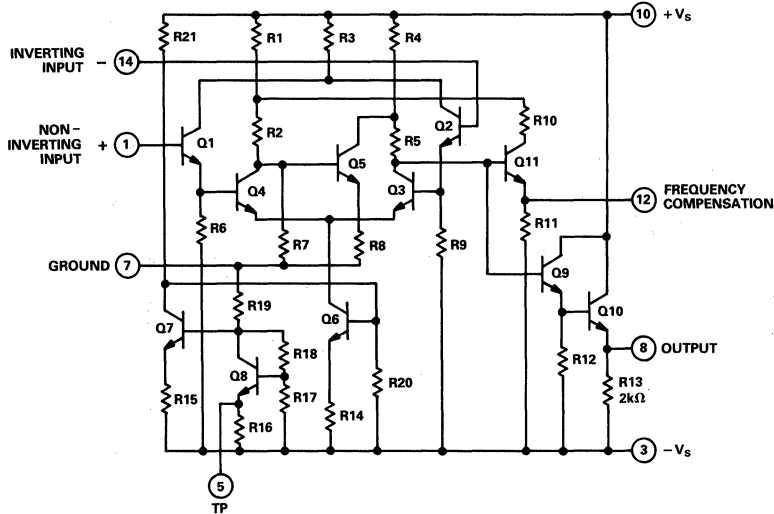 R21
R1
R3
R4
10
+VS
INVERTING
INPUT
−
14
Q2
R10
R2
NON-
INVERTING
INPUT
+
1
Q1
Q5
R5
Q11
Q4
Q3
12
FREQUENCY
COMPENSATION
R6
R7
R8
R9
R11
GROUND
7
Q9
R19
Q6
Q10
Q7
R18
8
OUTPUT
Q8
R12
R20
R13
2kΩ
R15
R17
R14
R16
3
−VS
5
TP